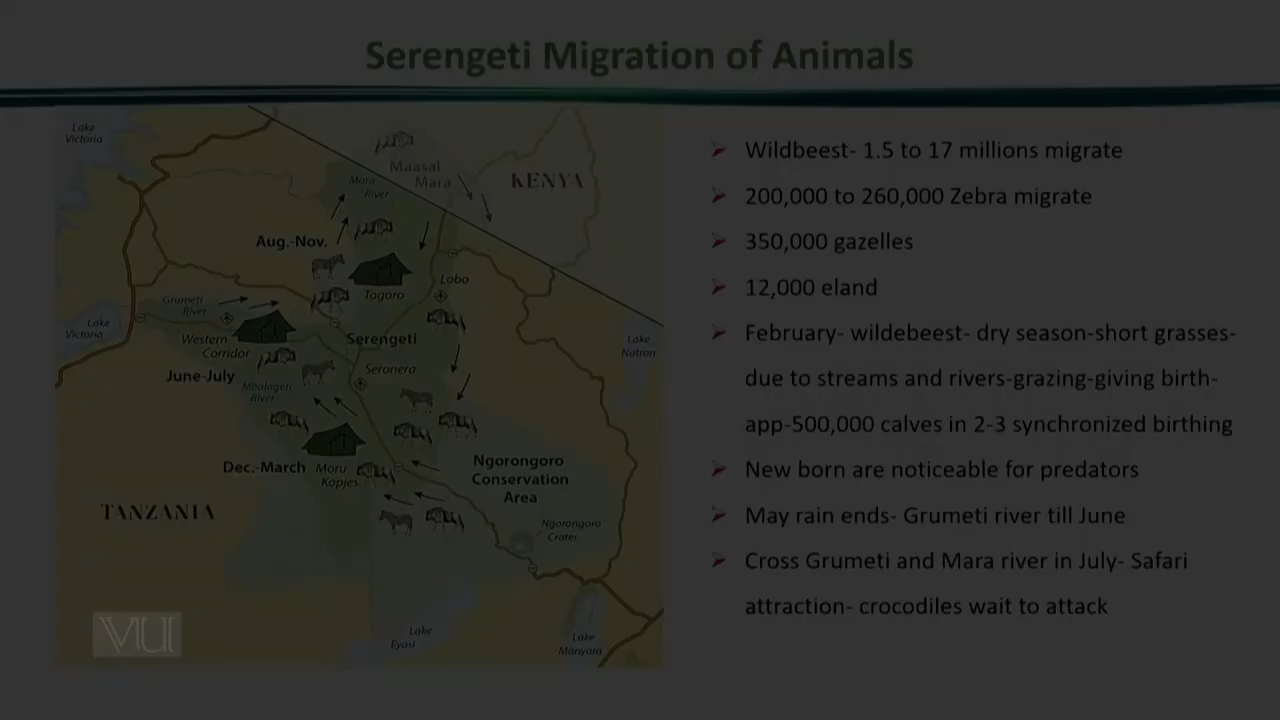 Serengeti Migration of Animals
Lake
Victoria
Maasal
Mara
Mara
River
KENYA
Aug.-Nov.
Togoro
Lobo
Grumeti
River
Lake
Victoria
Western
Corridor
Serengeti
Lake
Natron
June-July
Seronera
Mbalageti
River
Dec.-March
Moru
Kopjes
Ngorongoro
Conservation
Area
TANZANIA
Ngorongoro
Crater
Lake
Eyasi
Lake
Manyara
VU
➢ Wildbeest- 1.5 to 17 millions migrate
➢ 200,000 to 260,000 Zebra migrate
➢ 350,000 gazelles
➢ 12,000 eland
➢ February- wildebeest- dry season-short grasses-
due to streams and rivers-grazing-giving birth-
app-500,000 calves in 2-3 synchronized birthing
➢ New born are noticeable for predators
➢ May rain ends- Grumeti river till June
➢ Cross Grumeti and Mara river in July- Safari
attraction- crocodiles wait to attack